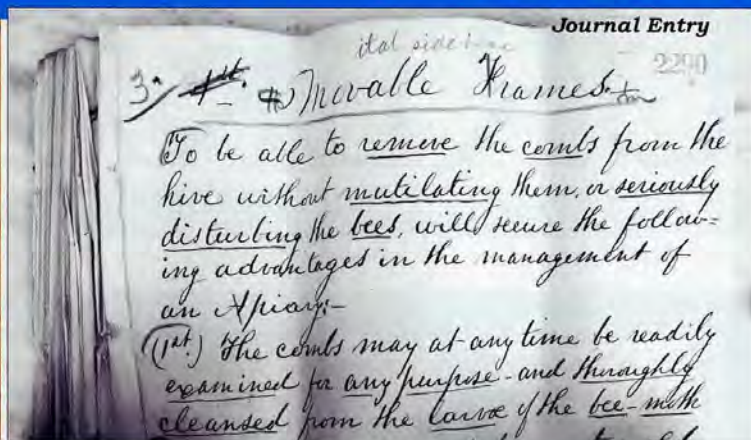 Journal Entry
ital side
2290
3. 1st. Movable Frames.
To be able to remove the combs from the
hive without mutilating them, or seriously
disturbing the bees, will secure the follow=
ing advantages in the management of
an Apiary:-
(1st.) The combs may at any time be readily
examined for any purpose - and thoroughly
cleansed from the larvæ of the bee-moth